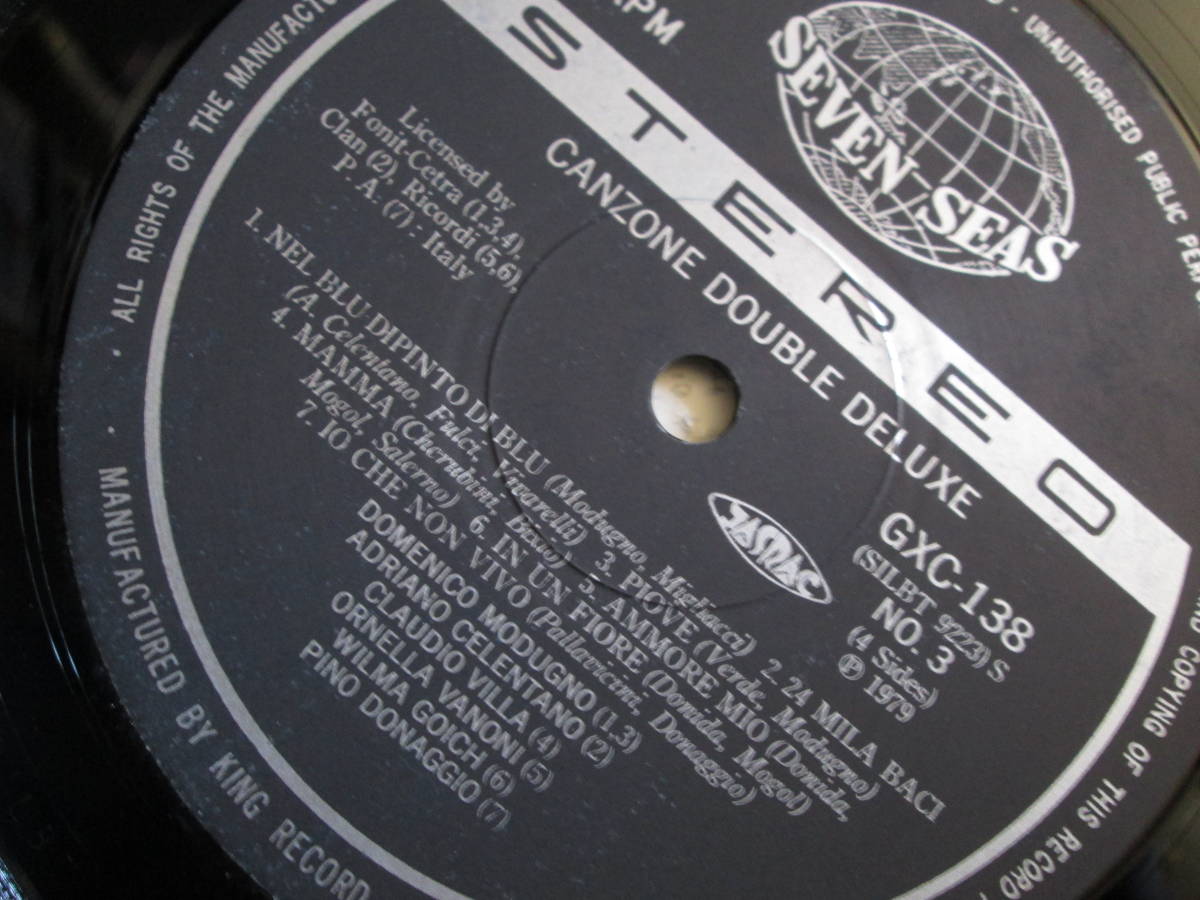 RPM
SEVEN SEAS
STEREO
CANZONE DOUBLE DELUXE
GXC-138
(SILBT 9223) S
NO. 3
(4 Sides)
Ⓟ 1979
JASRAC
Licensed by
Fonit-Cetra (1,3,4),
Clan (2), Ricordi (5,6),
P. A. (7) : Italy
1. NEL BLU DIPINTO DI BLU (Modugno, Migliacci) 2. 24 MILA BACI
(A. Celentano, Fulci, Vivarelli) 3. PIOVE (Verde, Modugno)
4. MAMMA (Cherubini, Bixio) 5. AMMORE MIO (Donida,
Mogol, Salerno) 6. IN UN FIORE (Donida, Mogol)
7. IO CHE NON VIVO (Pallavicini, Donaggio)
DOMENICO MODUGNO (1,3)
ADRIANO CELENTANO (2)
CLAUDIO VILLA (4)
ORNELLA VANONI (5)
WILMA GOICH (6)
PINO DONAGGIO (7)
MANUFACTURED BY KING RECORD
· ALL RIGHTS OF THE
· UNAUTHORISED PUBLIC
COPYING OF THIS RECORD